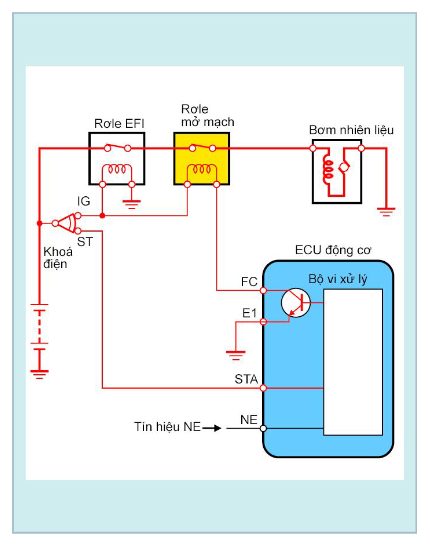 Rơle EFI
Rơle
mở mạch
Bơm nhiên liệu
IG
ST
Khoá
điện
ECU động cơ
Bộ vi xử lý
FC
E1
STA
NE
Tín hiệu NE